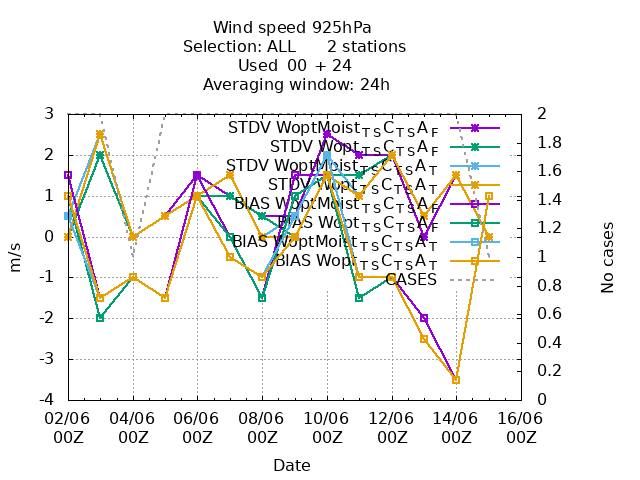 Wind speed 925hPa
Selection: ALL 2 stations
Used 00 + 24
Averaging window: 24h
3
2
1
0
-1
-2
-3
-4
m/s
2
1.8
1.6
1.4
1.2
1
0.8
0.6
0.4
0.2
0
No cases
STDV WoptMoist_TS C_TS A_F
STDV Wopt_TS C_TS A_F
STDV WoptMoist_TS C_TS A_T
STDV Wopt_TS C_TS A_T
BIAS WoptMoist_TS C_TS A_F
BIAS Wopt_TS C_TS A_F
BIAS WoptMoist_TS C_TS A_T
BIAS Wopt_TS C_TS A_T
CASES
02/06 04/06 06/06 08/06 10/06 12/06 14/06 16/06
00Z 00Z 00Z 00Z 00Z 00Z 00Z 00Z
Date